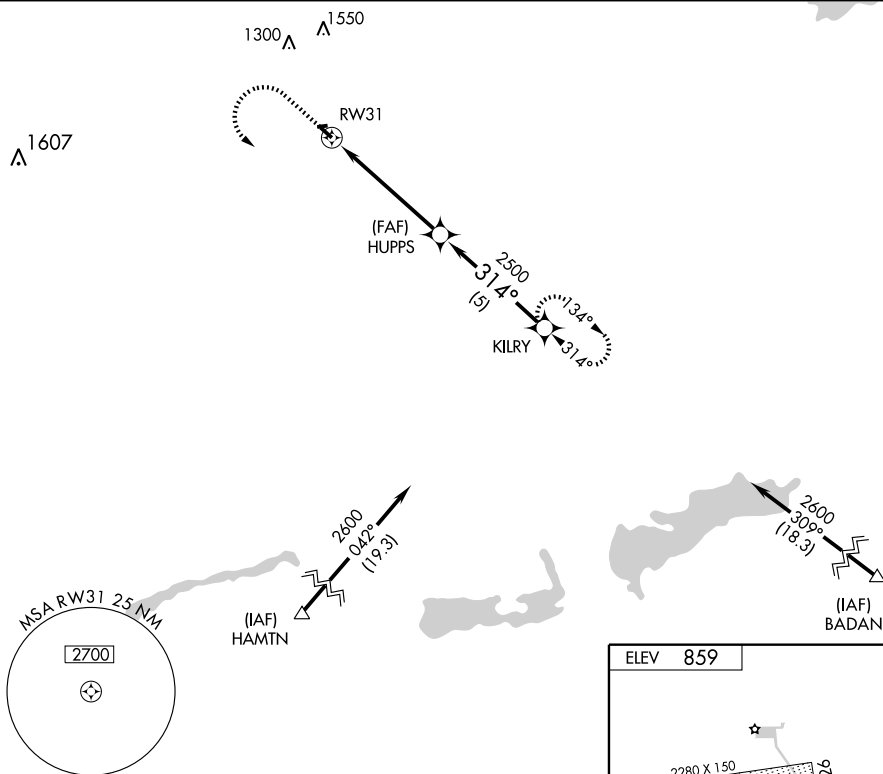 1550
1300
RW31
1607
(FAF)
HUPPS
2500
314°
(5)
134°
314°
KILRY
2600
042°
(19.3)
2600
309°
(18.3)
(IAF)
HAMTN
(IAF)
BADAN
MSA RW31 25 NM
2700
ELEV 859
2280 X 150
26